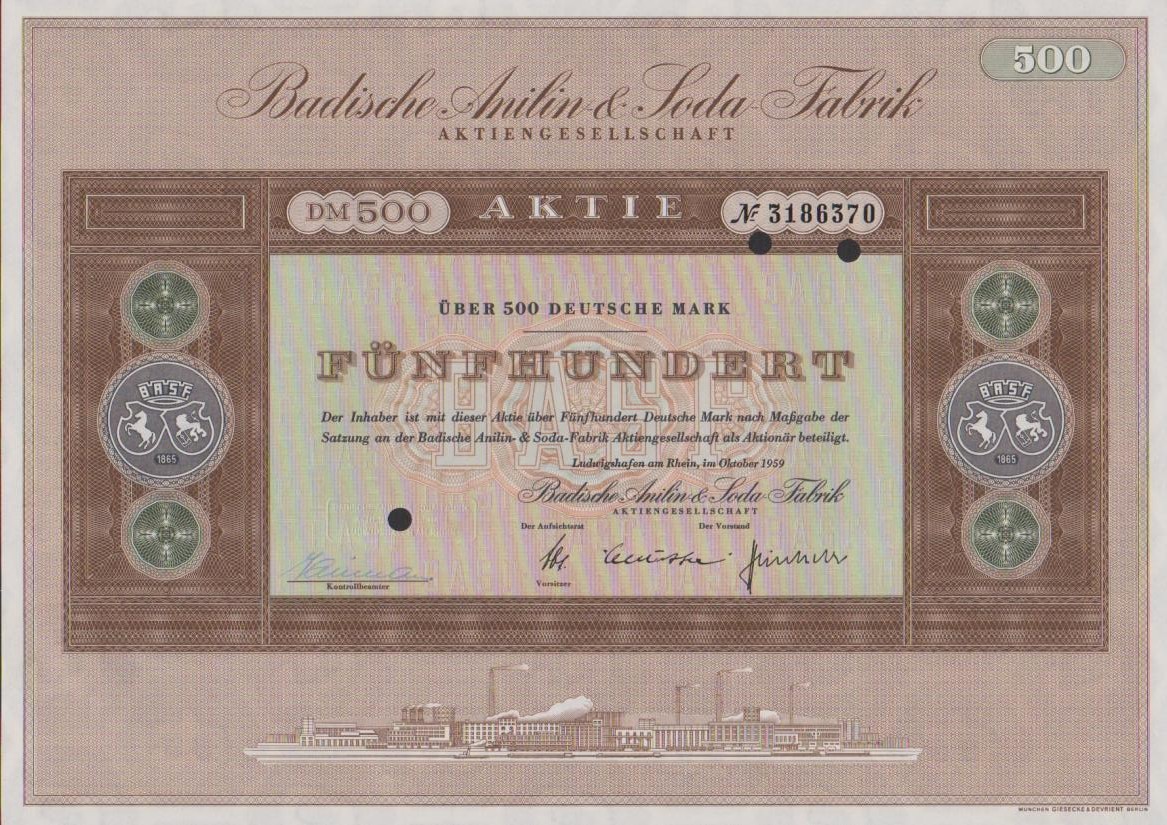 500
Badische Anilin- & Soda-Fabrik
AKTIENGESELLSCHAFT
DM 500 AKTIE № 3186370
ÜBER 500 DEUTSCHE MARK
FÜNFHUNDERT
Der Inhaber ist mit dieser Aktie über Fünfhundert Deutsche Mark nach Maßgabe der
Satzung an der Badische Anilin- & Soda-Fabrik Aktiengesellschaft als Aktionär beteiligt.
BASF
BASF
BASF
1865
1865
Ludwigshafen am Rhein, im Oktober 1959
Badische Anilin- & Soda-Fabrik
AKTIENGESELLSCHAFT
Der Aufsichtsrat Der Vorstand
Kontrollbeamter Vorsitzer
MÜNCHEN GIESECKE & DEVRIENT BERLIN